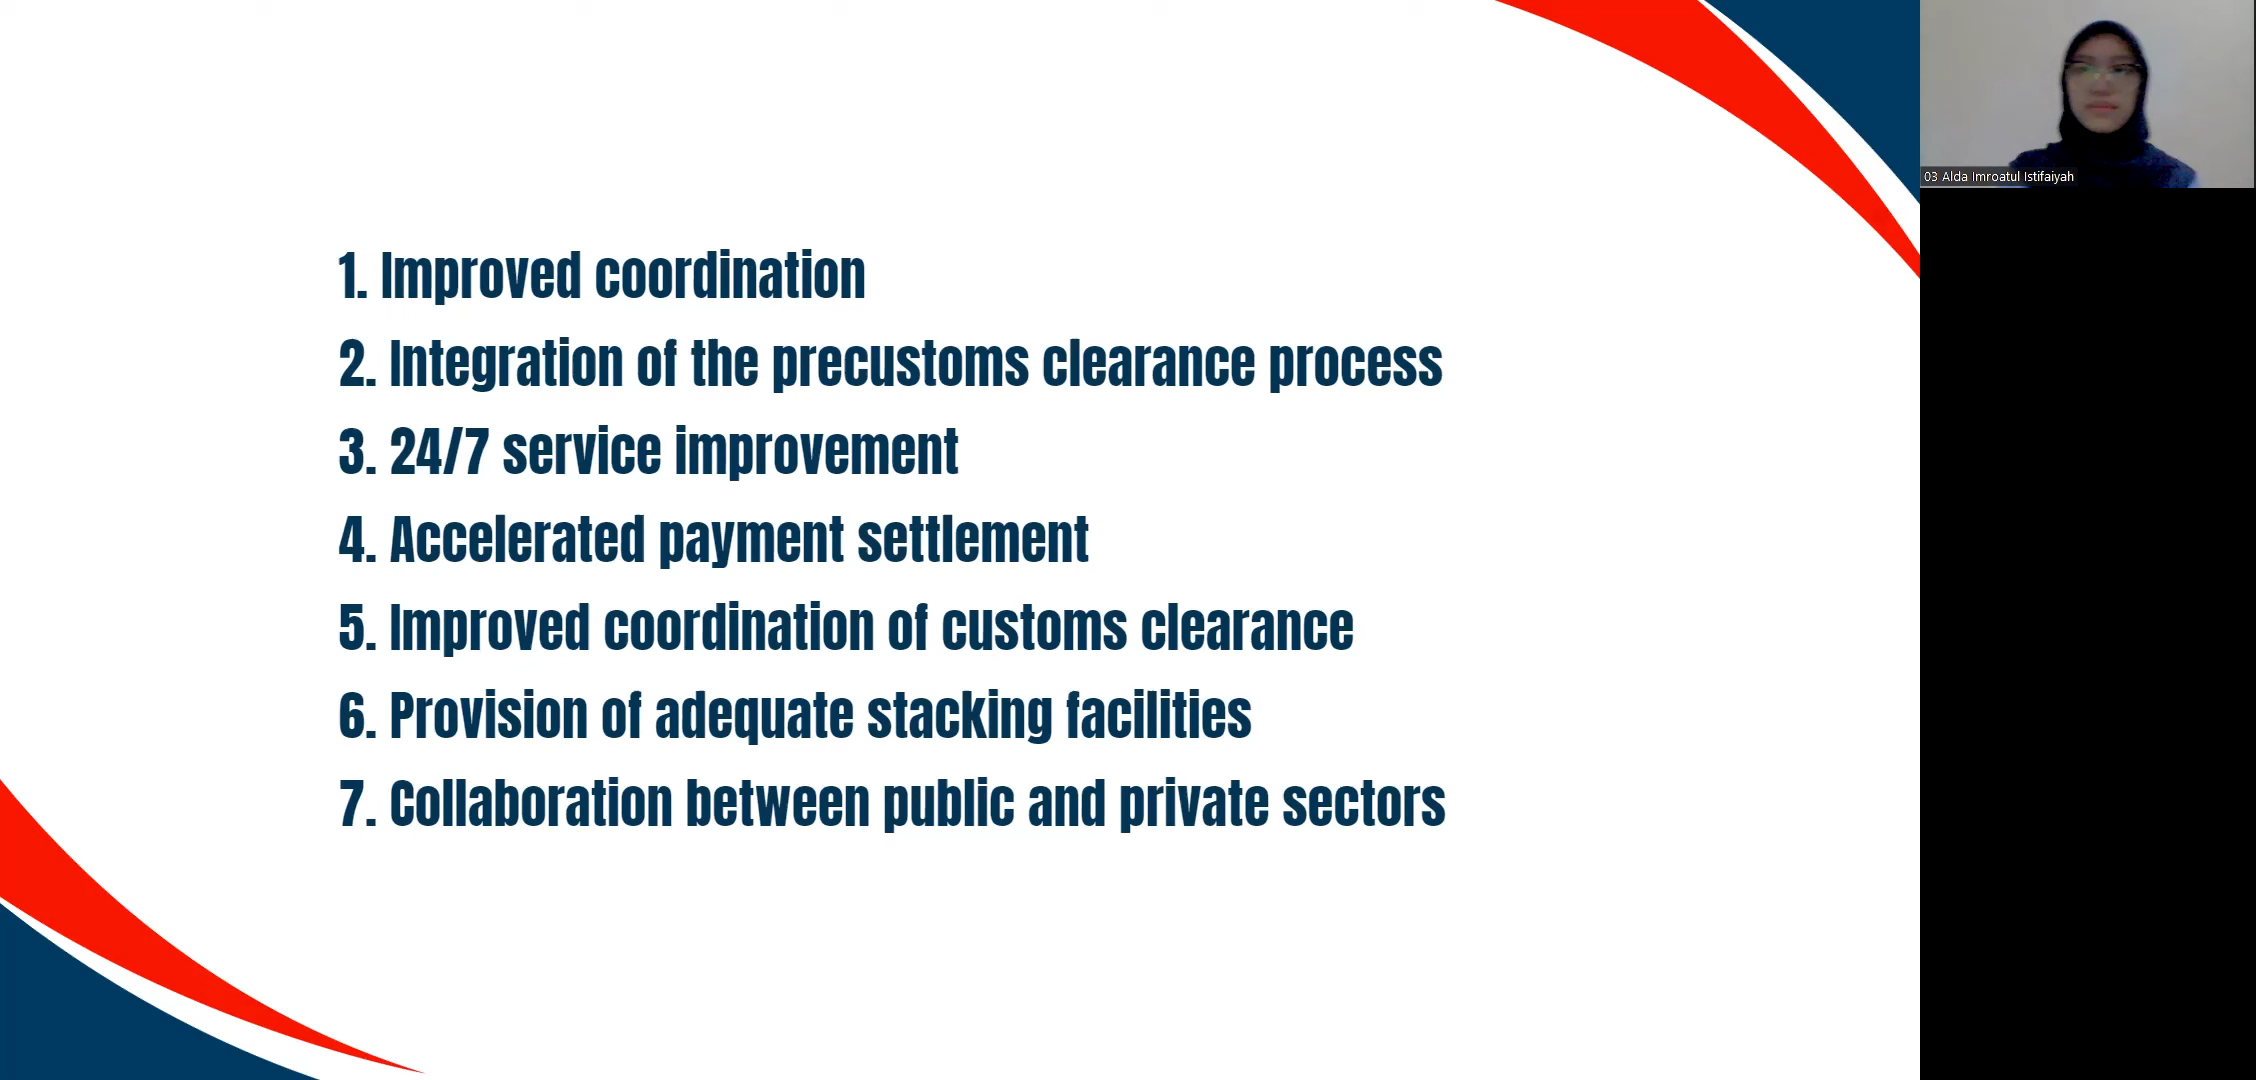 1. Improved coordination
2. Integration of the precustoms clearance process
3. 24/7 service improvement
4. Accelerated payment settlement
5. Improved coordination of customs clearance
6. Provision of adequate stacking facilities
7. Collaboration between public and private sectors
03 Alda Imroatul Istifaiyah